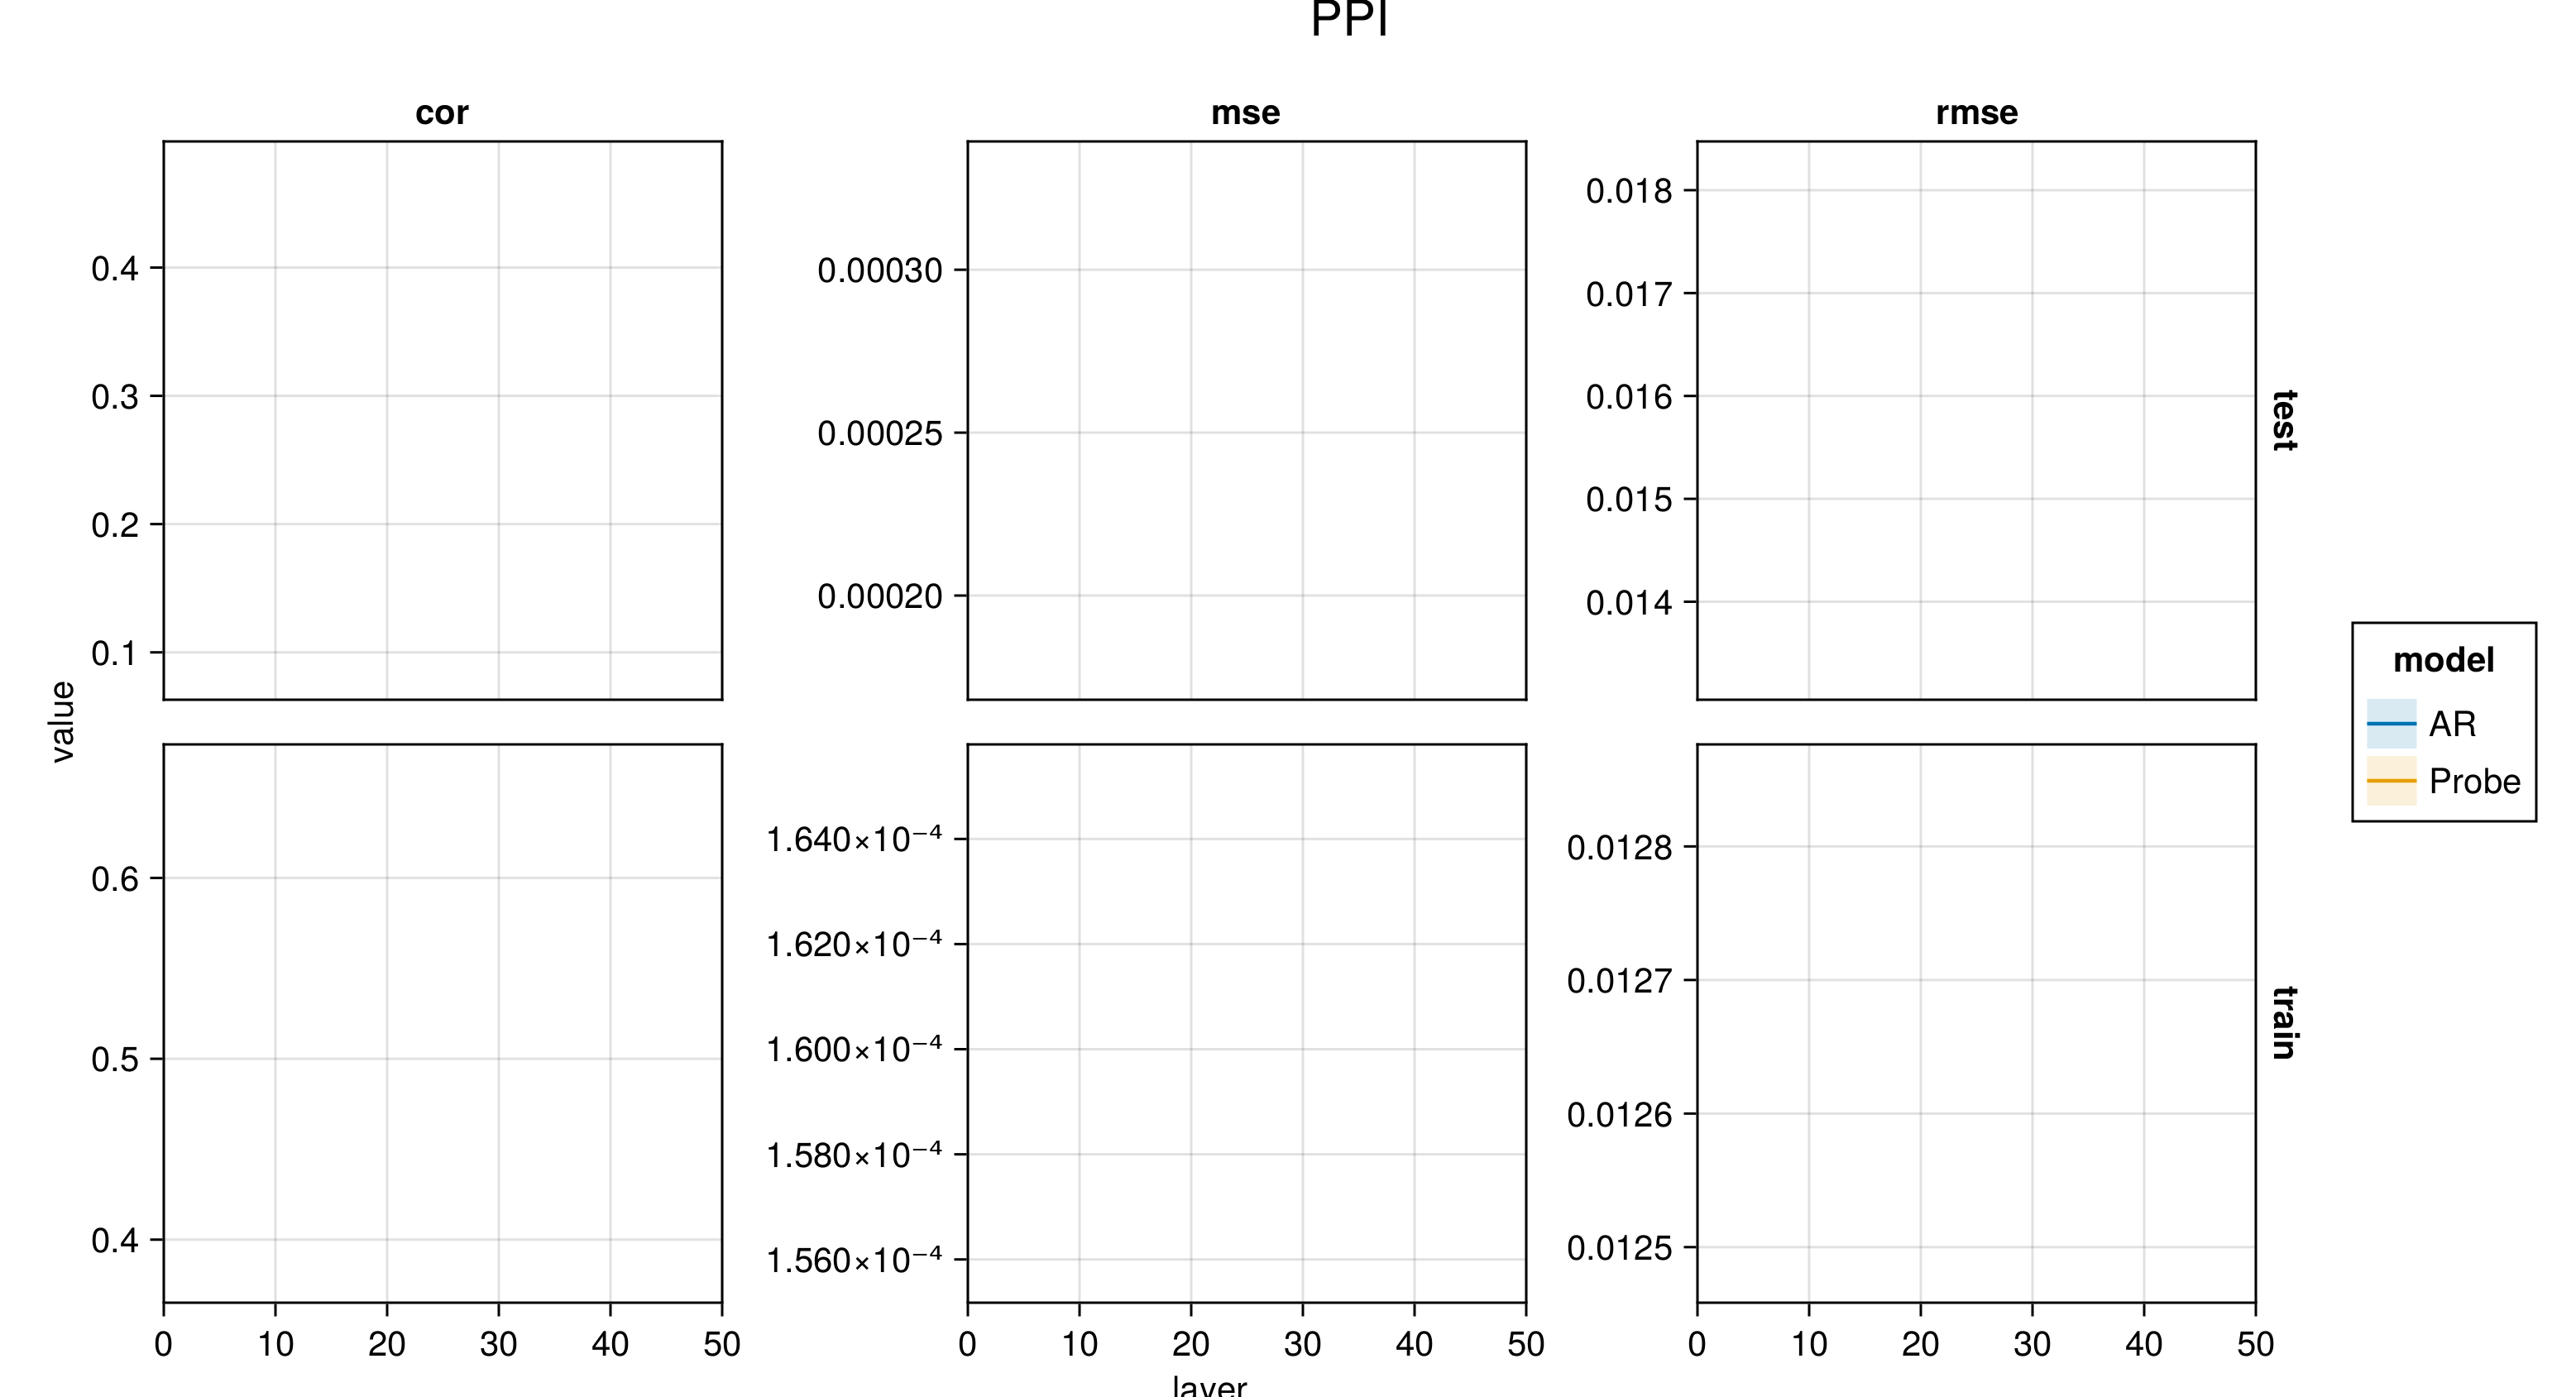 PPI
cor
mse
rmse
0.4
0.3
0.2
0.1
0.00030
0.00025
0.00020
0.018
0.017
0.016
0.015
0.014
test
value
0.6
0.5
0.4
1.640×10⁻⁴
1.620×10⁻⁴
1.600×10⁻⁴
1.580×10⁻⁴
1.560×10⁻⁴
0.0128
0.0127
0.0126
0.0125
train
0 10 20 30 40 50
0 10 20 30 40 50
0 10 20 30 40 50
layer
model
AR
Probe